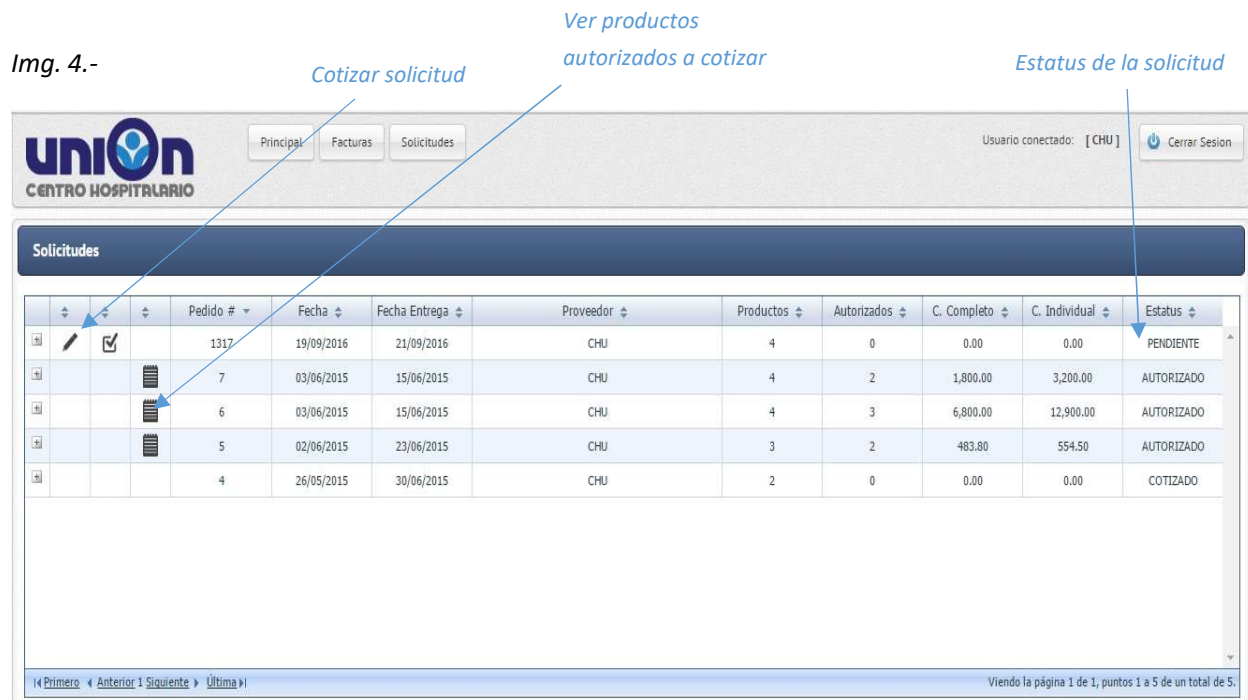 Ver productos
autorizados a cotizar
Img. 4.-
Cotizar solicitud
Estatus de la solicitud
union
CENTRO HOSPITALARIO
Principal Facturas Solicitudes
Usuario conectado: [ CHU ] Cerrar Sesion
Solicitudes
Pedido # Fecha Fecha Entrega Proveedor Productos Autorizados C. Completo C. Individual Estatus
1317 19/09/2016 21/09/2016 CHU 4 0 0.00 0.00 PENDIENTE
7 03/06/2015 15/06/2015 CHU 4 2 1,800.00 3,200.00 AUTORIZADO
6 03/06/2015 15/06/2015 CHU 4 3 6,800.00 12,900.00 AUTORIZADO
5 02/06/2015 23/06/2015 CHU 3 2 483.80 554.50 AUTORIZADO
4 26/05/2015 30/06/2015 CHU 2 0 0.00 0.00 COTIZADO
Primero Anterior 1 Siguiente Última Viendo la página 1 de 1, puntos 1 a 5 de un total de 5.